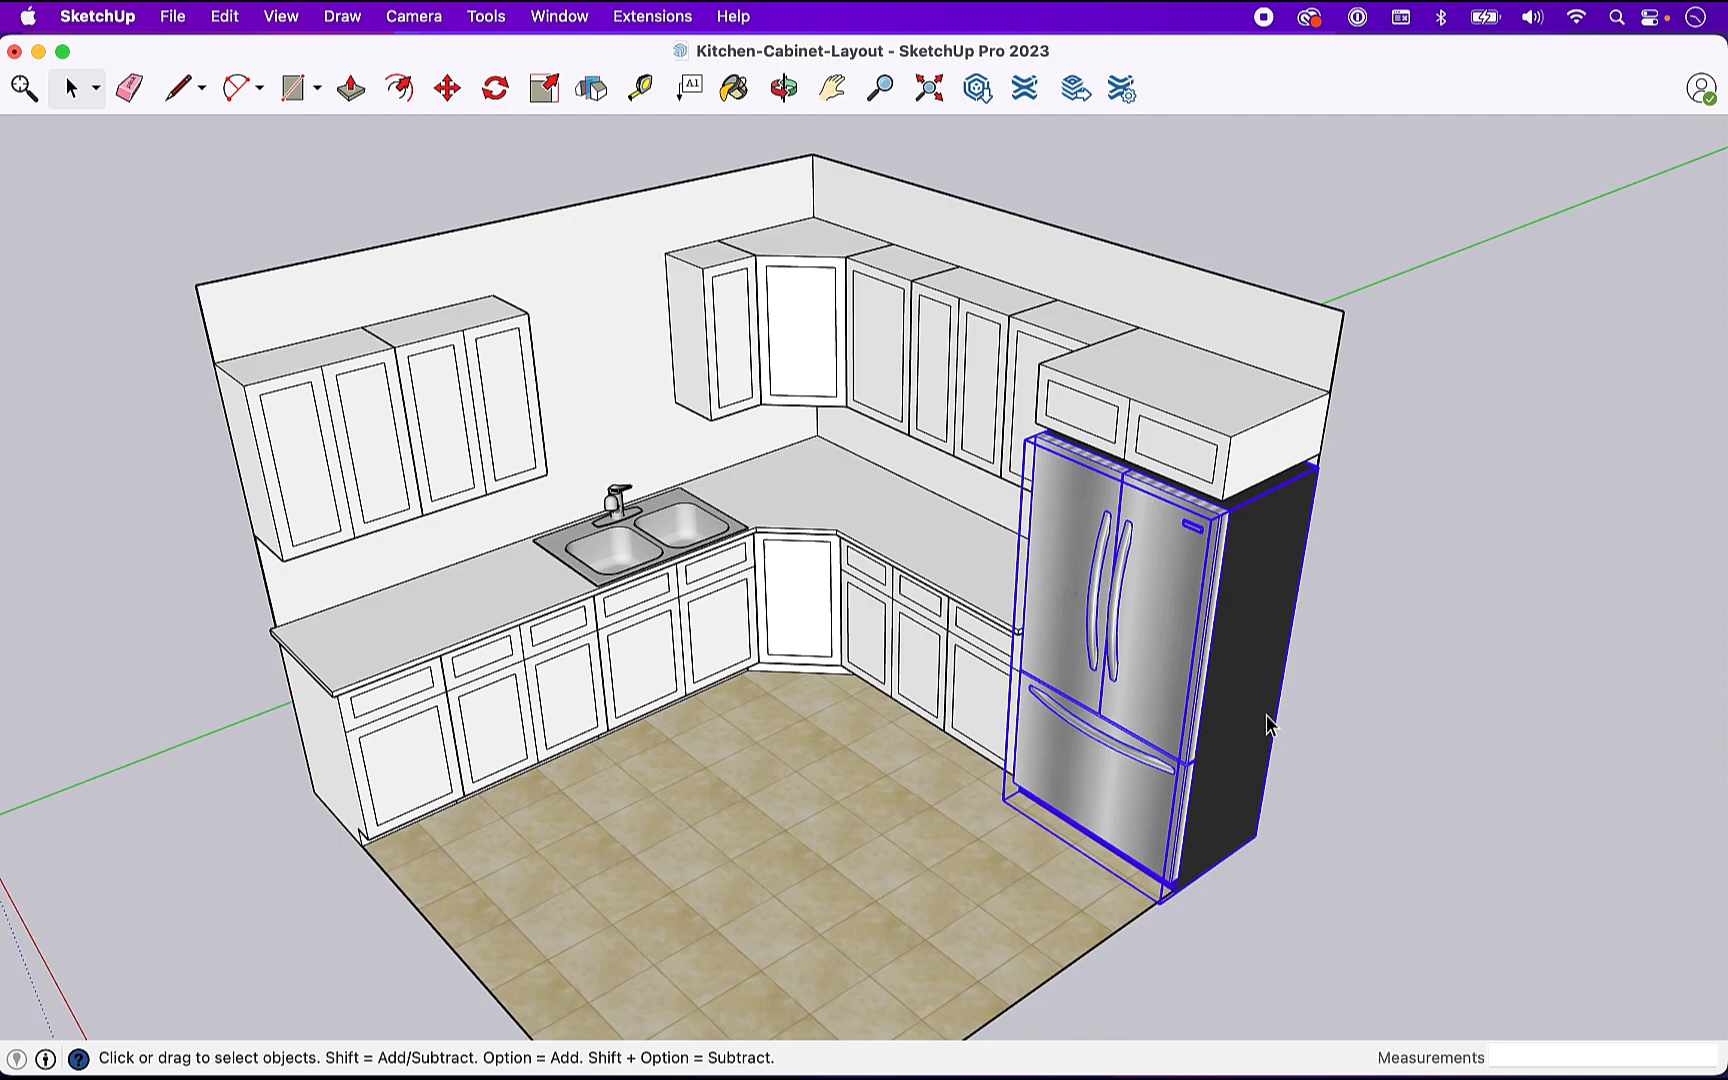 SketchUp File Edit View Draw Camera Tools Window Extensions Help
Kitchen-Cabinet-Layout - SketchUp Pro 2023
A1
Click or drag to select objects. Shift = Add/Subtract. Option = Add. Shift + Option = Subtract.
Measurements